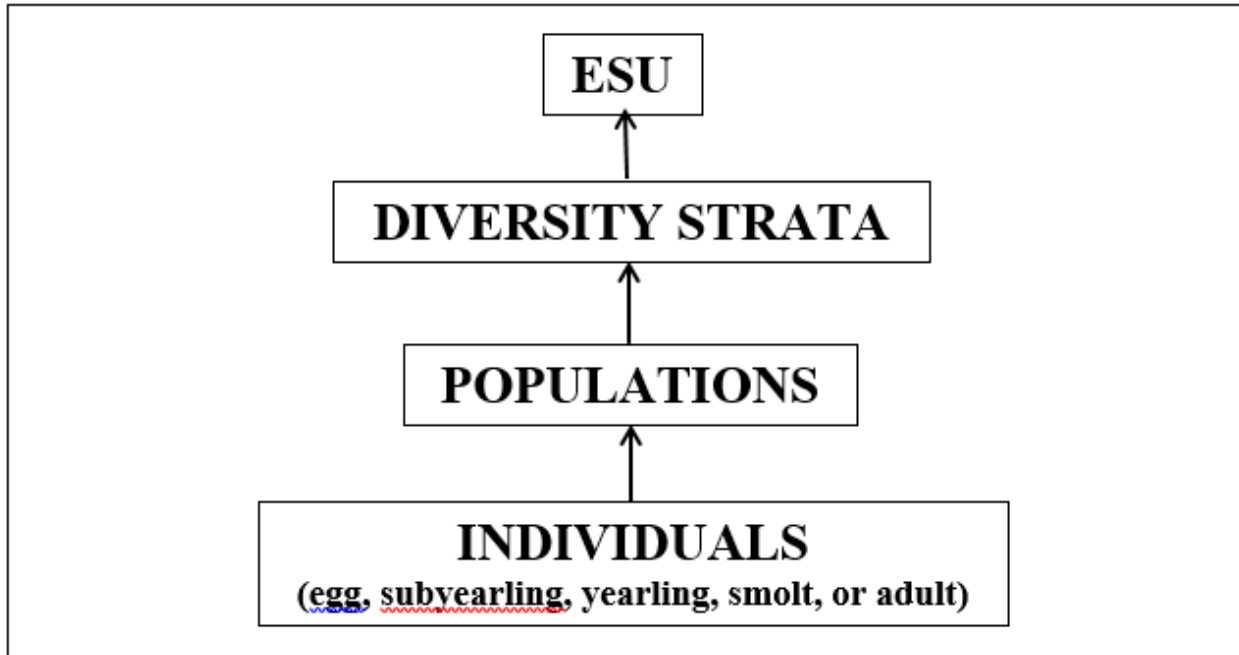 ESU
DIVERSITY STRATA
POPULATIONS
INDIVIDUALS
(egg, subyearling, yearling, smolt, or adult)